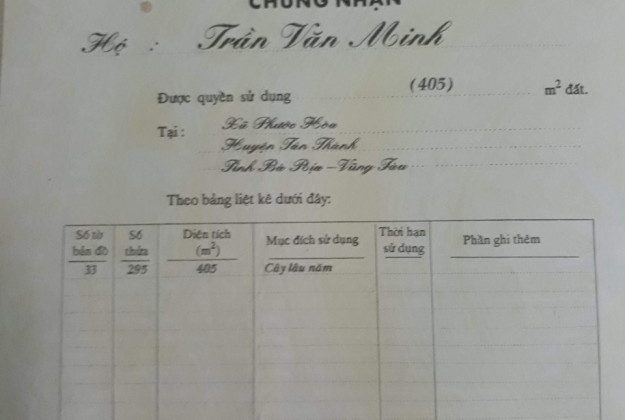 CHỨNG NHẬN
Hộ : Trần Văn Minh
Được quyền sử dụng (405) m² đất.
Tại : Xã Phước Hòa
Huyện Tân Thành
Tỉnh Bà Rịa – Vũng Tàu
Theo bảng liệt kê dưới đây:
Số tờ bản đồ Số thửa Diện tích (m²) Mục đích sử dụng Thời hạn sử dụng Phần ghi thêm
33 295 405 Cây lâu năm